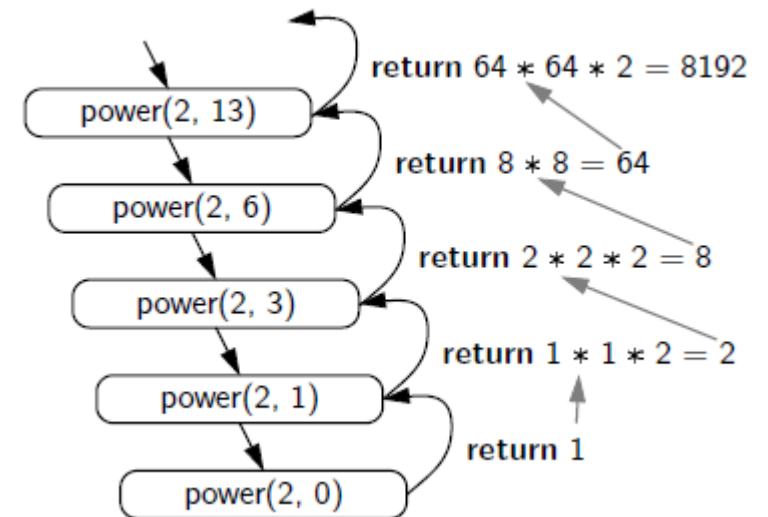 return 64 * 64 * 2 = 8192
power(2, 13)
return 8 * 8 = 64
power(2, 6)
return 2 * 2 * 2 = 8
power(2, 3)
return 1 * 1 * 2 = 2
power(2, 1)
return 1
power(2, 0)